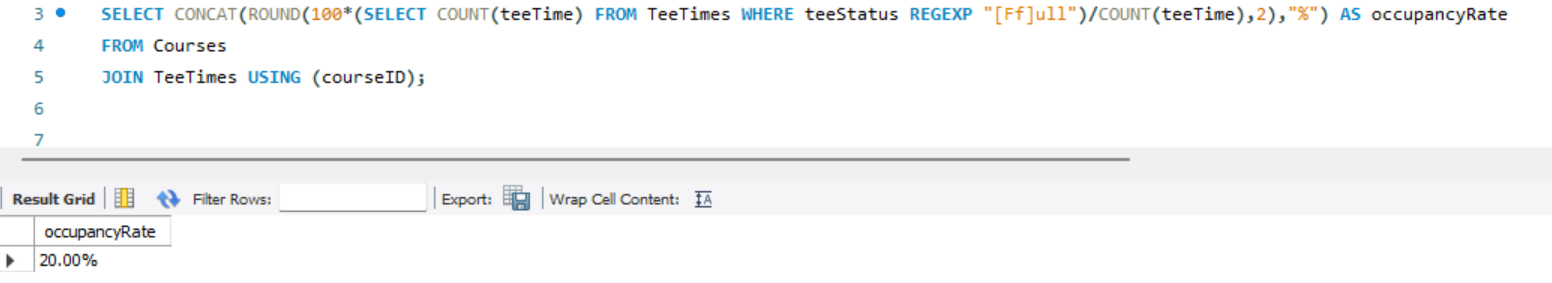 3 SELECT CONCAT(ROUND(100*(SELECT COUNT(teeTime) FROM TeeTimes WHERE teeStatus REGEXP "[Ff]ull")/COUNT(teeTime),2),"%") AS occupancyRate
4 FROM Courses
5 JOIN TeeTimes USING (courseID);
6
7
Result Grid Filter Rows: Export: Wrap Cell Content: IA
occupancyRate
20.00%